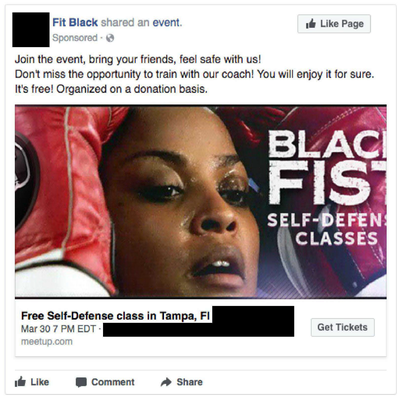 Fit Black shared an event.
Like Page
Sponsored ·
Join the event, bring your friends, feel safe with us!
Don't miss the opportunity to train with our coach! You will enjoy it for sure.
It's free! Organized on a donation basis.
BLAC
FIST
SELF-DEFEN
CLASSES
Free Self-Defense class in Tampa, Fl
Mar 30 7 PM EDT ·
Get Tickets
meetup.com
Like Comment Share